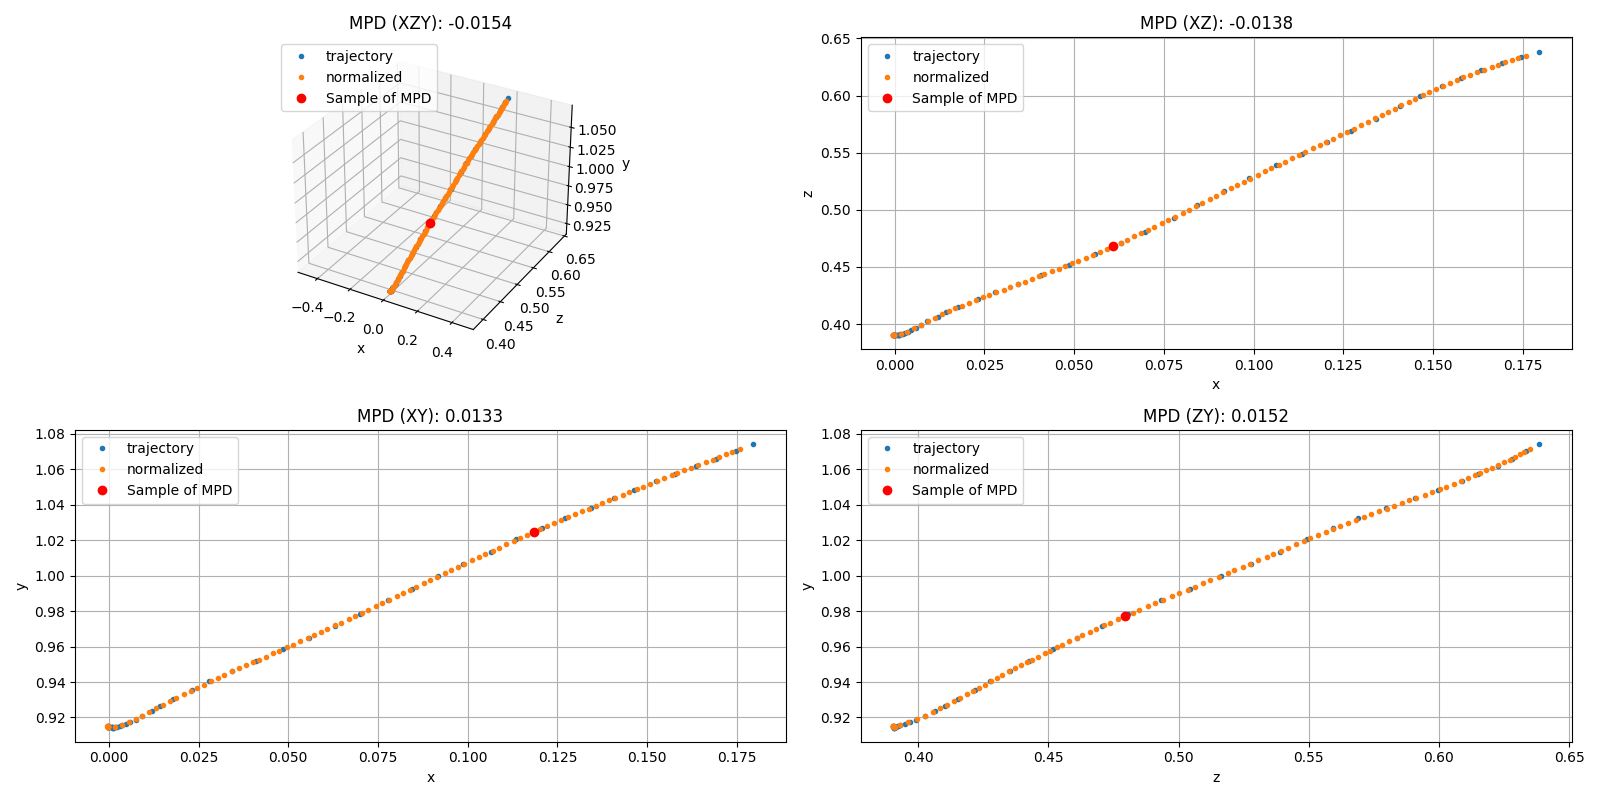 MPD (XZY): -0.0154
trajectory
normalized
Sample of MPD
1.050
1.025
1.000
0.975
0.950
0.925
y
0.65
0.60
0.55
0.50
0.45
0.40
z
−0.4
−0.2
0.0
0.2
0.4
x
MPD (XZ): -0.0138
trajectory
normalized
Sample of MPD
0.65
0.60
0.55
0.50
0.45
0.40
z
0.000 0.025 0.050 0.075 0.100 0.125 0.150 0.175
x
MPD (XY): 0.0133
trajectory
normalized
Sample of MPD
1.08
1.06
1.04
1.02
1.00
0.98
0.96
0.94
0.92
y
0.000 0.025 0.050 0.075 0.100 0.125 0.150 0.175
x
MPD (ZY): 0.0152
trajectory
normalized
Sample of MPD
1.08
1.06
1.04
1.02
1.00
0.98
0.96
0.94
0.92
y
0.40 0.45 0.50 0.55 0.60 0.65
z